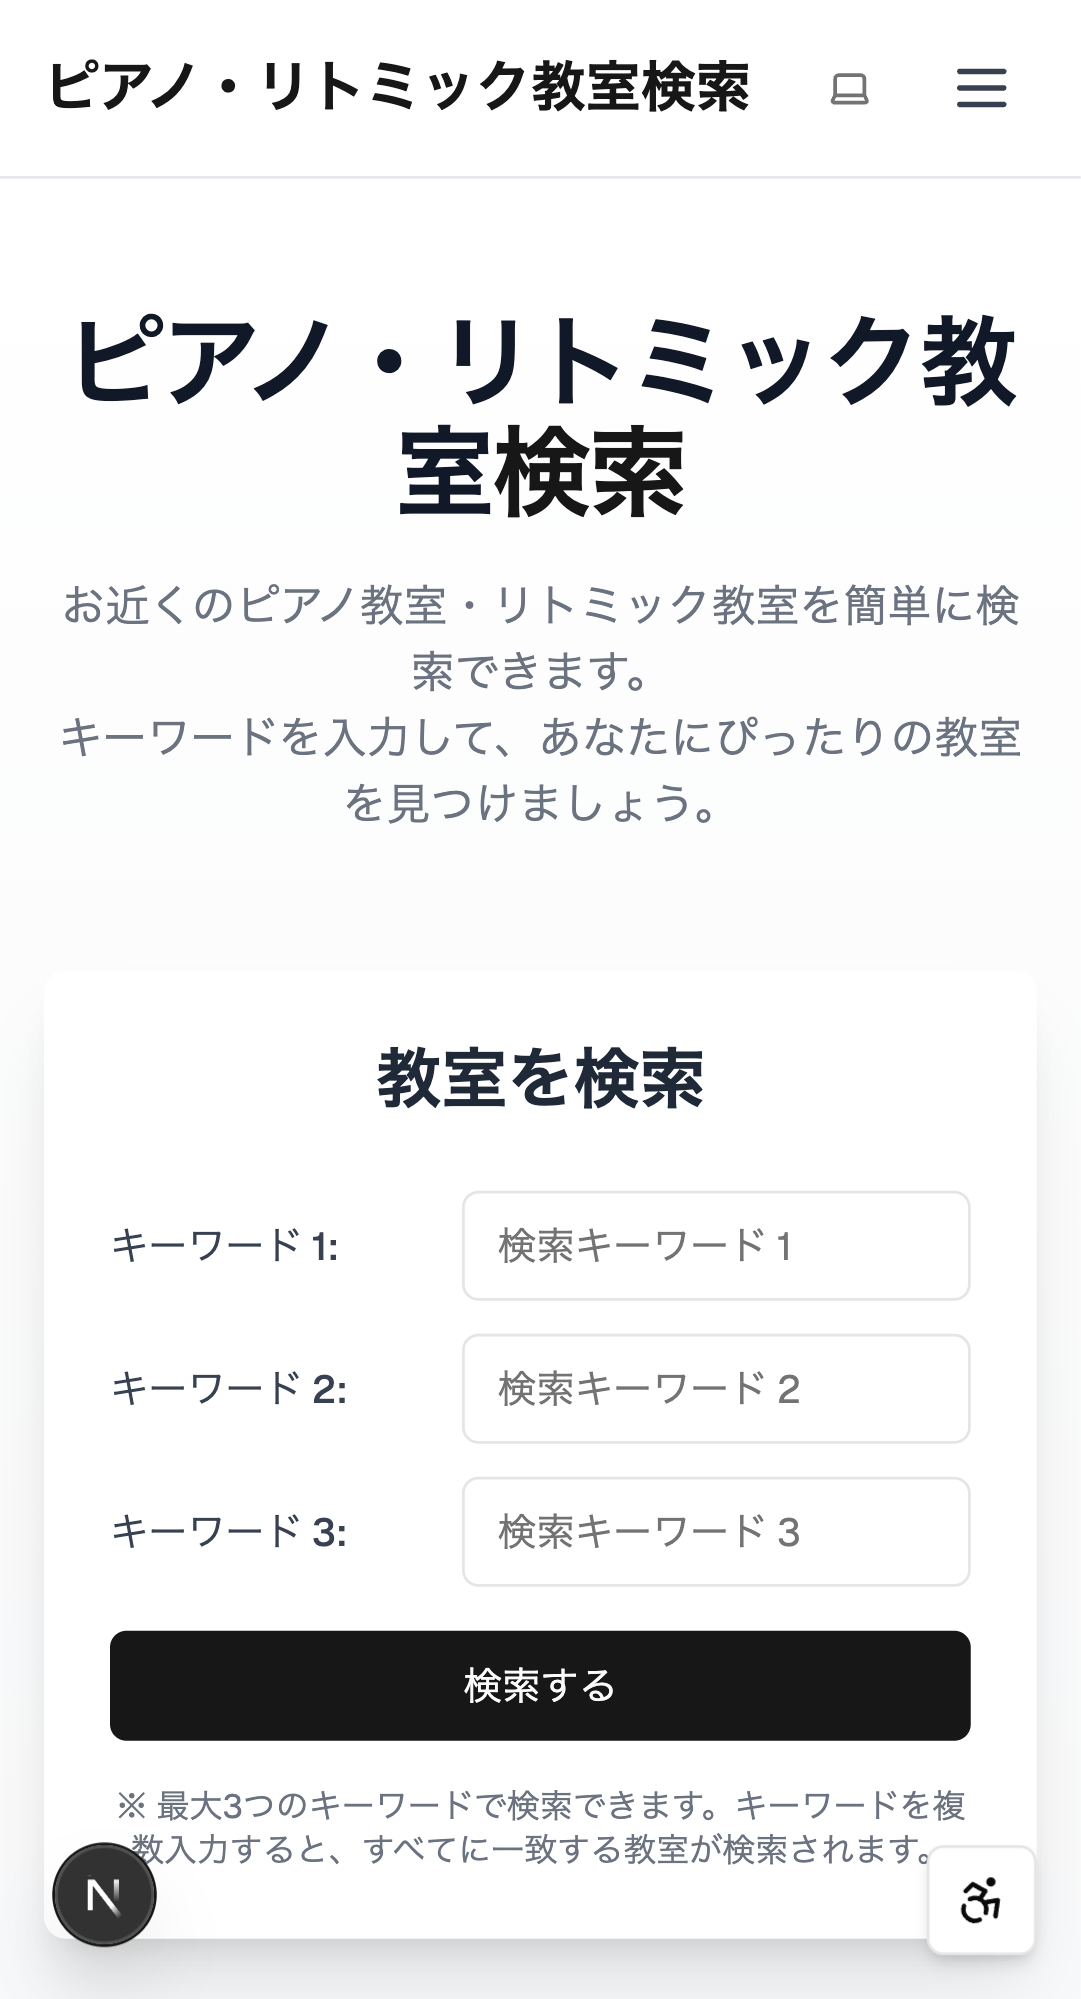 ピアノ・リトミック教室検索
ピアノ・リトミック教
室検索
お近くのピアノ教室・リトミック教室を簡単に検
索できます。
キーワードを入力して、あなたにぴったりの教室
を見つけましょう。
教室を検索
キーワード 1:
検索キーワード 1
キーワード 2:
検索キーワード 2
キーワード 3:
検索キーワード 3
検索する
※ 最大3つのキーワードで検索できます。キーワードを複
数入力すると、すべてに一致する教室が検索されます。
N